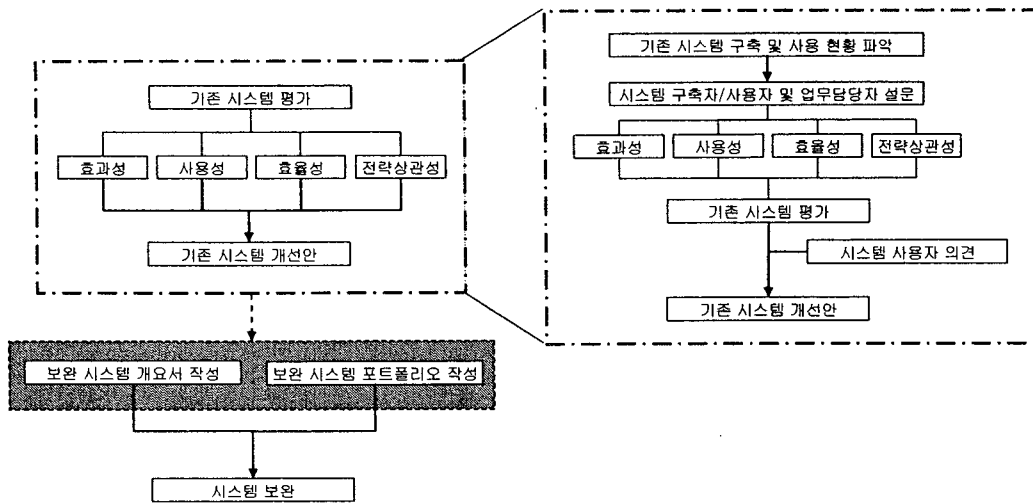 기존 시스템 평가
효과성
사용성
효율성
전략상관성
기존 시스템 개선안
보완 시스템 개요서 작성
보완 시스템 포트폴리오 작성
시스템 보완
기존 시스템 구축 및 사용 현황 파악
시스템 구축자/사용자 및 업무담당자 설문
효과성
사용성
효율성
전략상관성
기존 시스템 평가
시스템 사용자 의견
기존 시스템 개선안